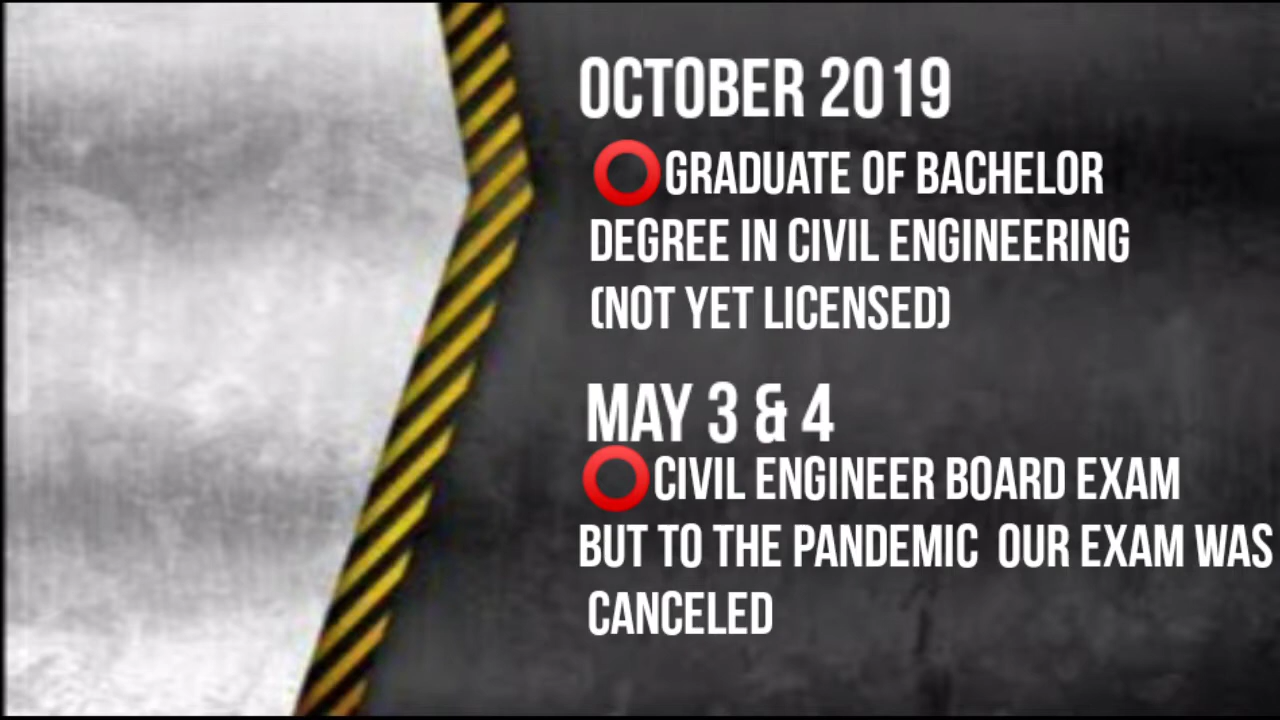 OCTOBER 2019
⭕GRADUATE OF BACHELOR
DEGREE IN CIVIL ENGINEERING
(NOT YET LICENSED)
MAY 3 & 4
⭕CIVIL ENGINEER BOARD EXAM
BUT TO THE PANDEMIC OUR EXAM WAS
CANCELED